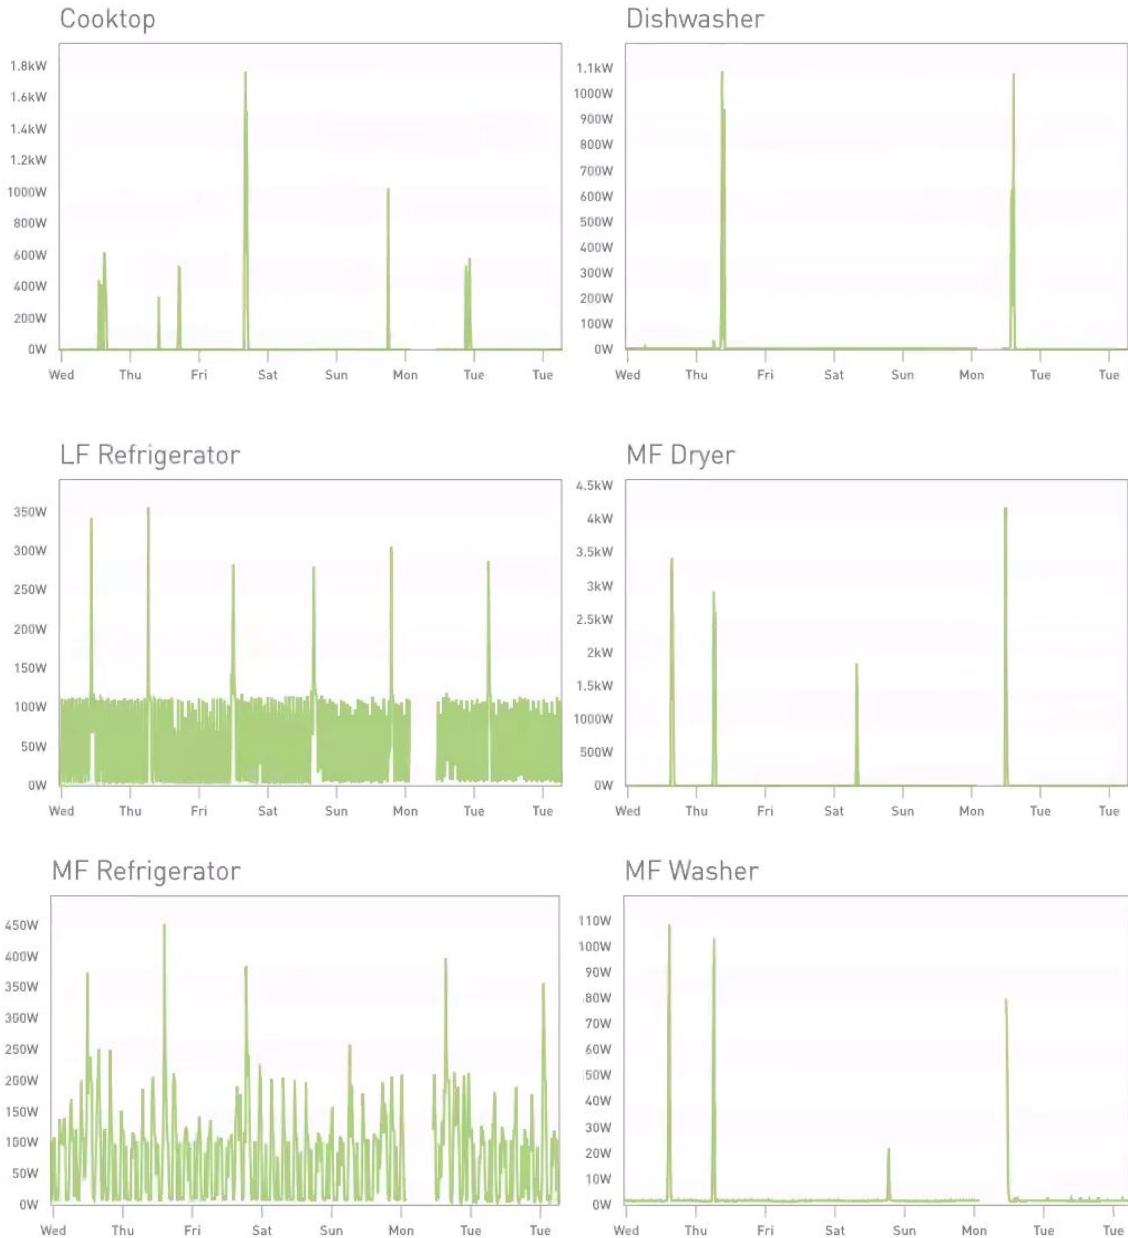 Cooktop
1.8kW
1.6kW
1.4kW
1.2kW
1000W
800W
600W
400W
200W
0W
Wed Thu Fri Sat Sun Mon Tue Tue
Dishwasher
1.1kW
1000W
900W
800W
700W
600W
500W
400W
300W
200W
100W
0W
Wed Thu Fri Sat Sun Mon Tue Tue
LF Refrigerator
350W
300W
250W
200W
150W
100W
50W
0W
Wed Thu Fri Sat Sun Mon Tue Tue
MF Dryer
4.5kW
4kW
3.5kW
3kW
2.5kW
2kW
1.5kW
1000W
500W
0W
Wed Thu Fri Sat Sun Mon Tue Tue
MF Refrigerator
450W
400W
350W
300W
250W
200W
150W
100W
50W
0W
Wed Thu Fri Sat Sun Mon Tue Tue
MF Washer
110W
100W
90W
80W
70W
60W
50W
40W
30W
20W
10W
0W
Wed Thu Fri Sat Sun Mon Tue Tue